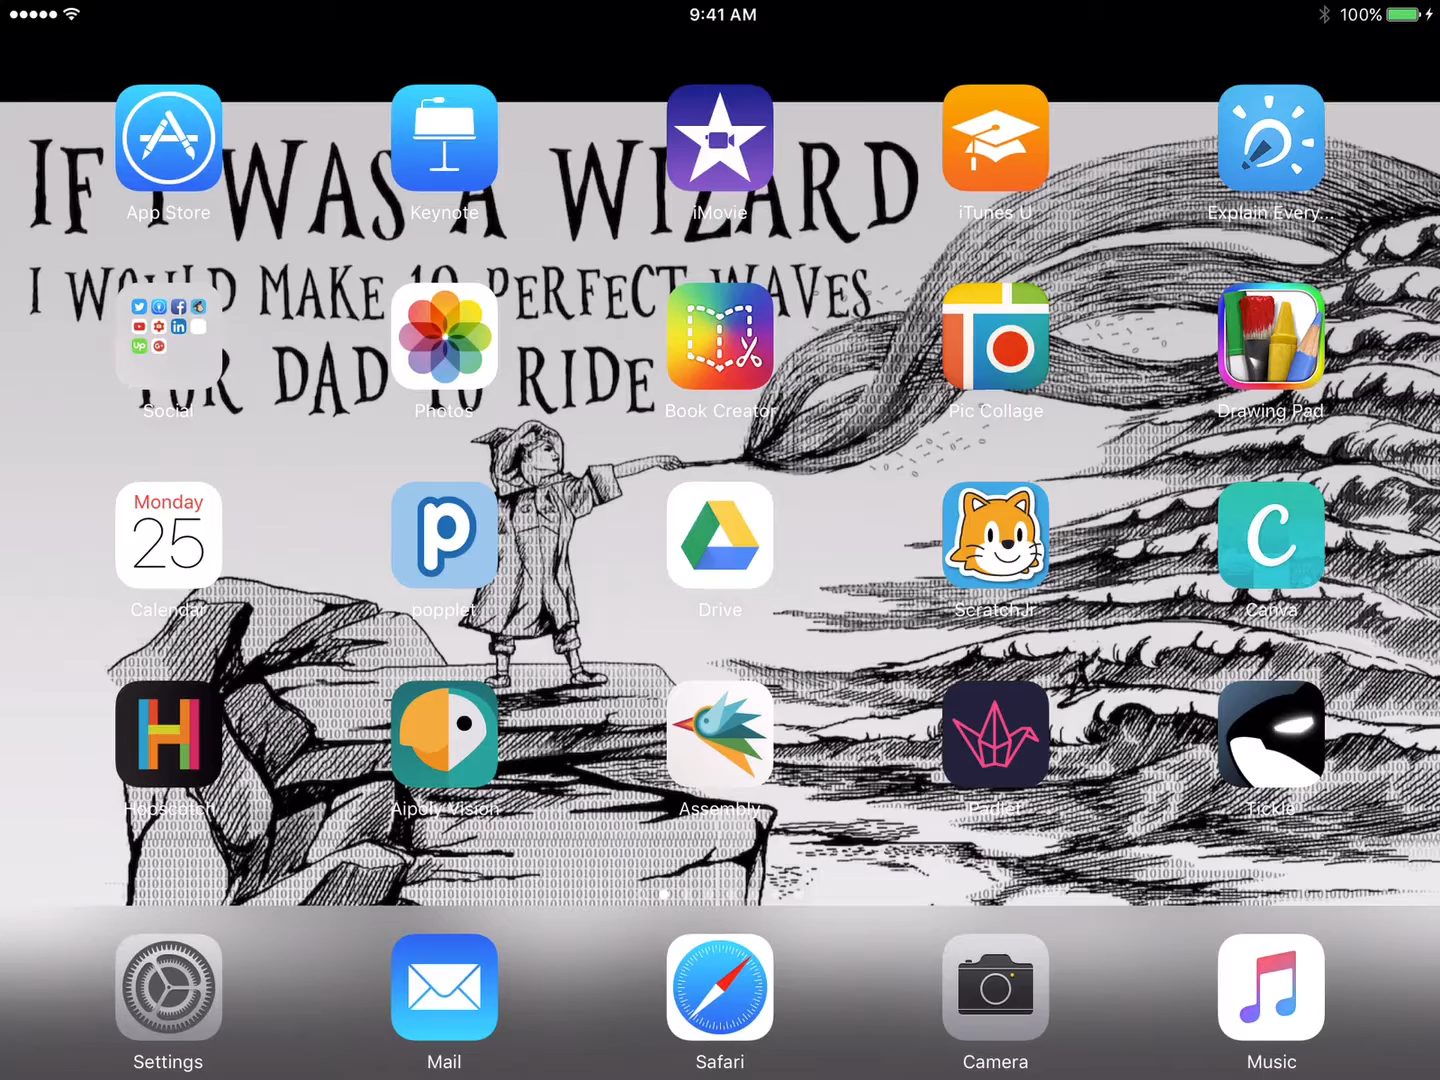 9:41 AM
100%
IF I WAS A WIZARD
I WOULD MAKE 10 PERFECT WAVES
FOR DAD TO RIDE
App Store
Keynote
iMovie
iTunes U
Explain Every...
Social
Photos
Book Creator
Pic Collage
Drawing Pad
Monday
25
Calendar
popplet
Drive
ScratchJr
Canva
Hopscotch
Aipoly Vision
Assembly
Padlet
Tickle
Settings
Mail
Safari
Camera
Music